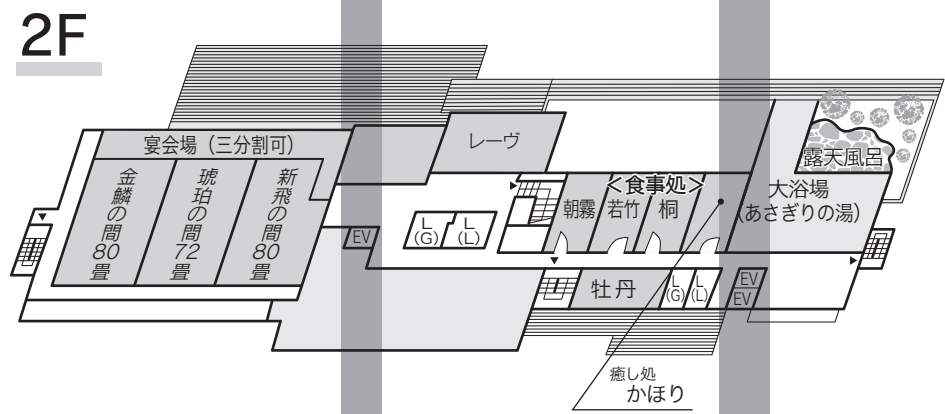 2F
宴会場（三分割可）
金鱗の間80畳
琥珀の間72畳
新飛の間80畳
レーヴ
EV
L(G)
L(L)
＜食事処＞
朝霧
若竹
桐
露天風呂
大浴場
(あさぎりの湯)
牡丹
L(G)
L(L)
EV
EV
癒し処
かほり